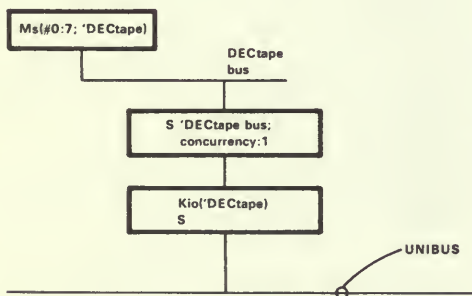 Ms(#0:7; 'DECtape)
DECtape
bus
S 'DECtape bus;
concurrency:1
Kio('DECtape)
S
UNIBUS